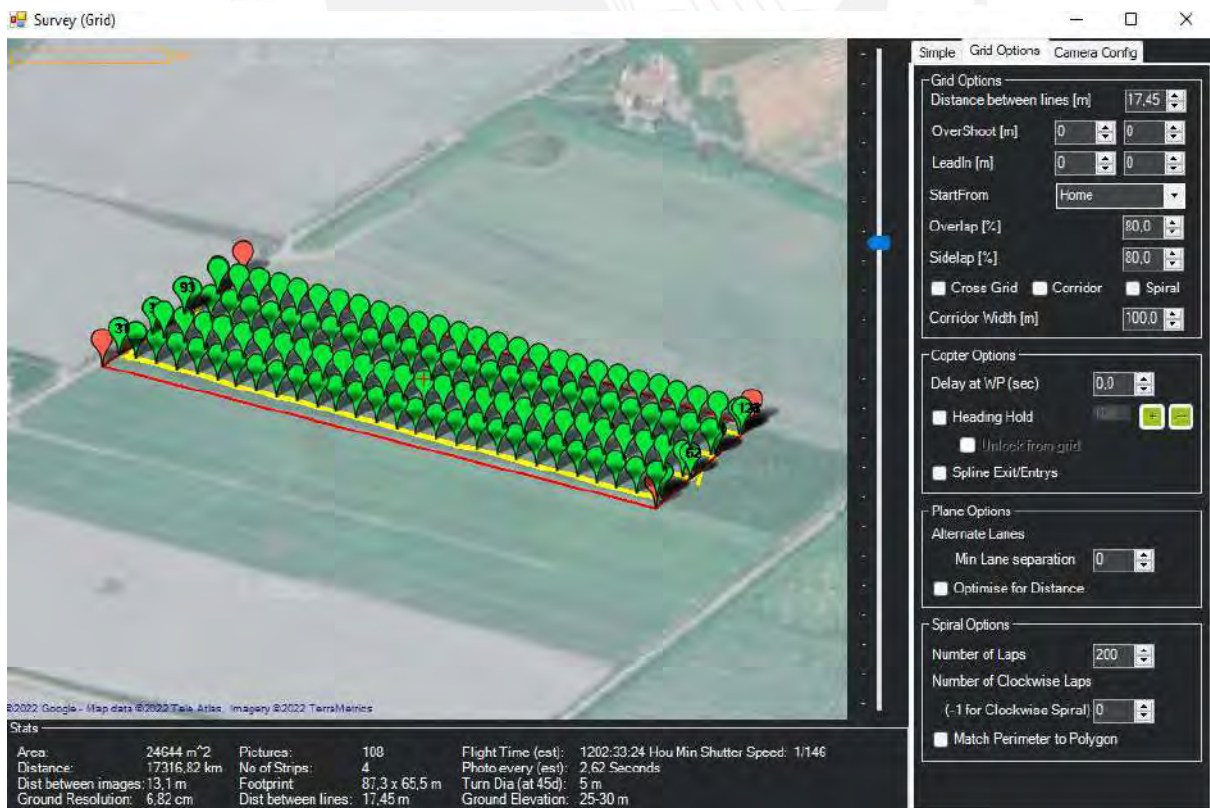 Survey (Grid)
Simple Grid Options Camera Config
Grid Options
Distance between lines [m] 17,45
OverShoot [m] 0 0
LeadIn [m] 0 0
StartFrom Home
Overlap [%] 80,0
Sidelap [%] 80,0
Cross Grid Corridor Spiral
Corridor Width [m] 100,0
Copter Options
Delay at WP (sec) 0,0
Heading Hold
Unlock from grid
Spline Exit/Entrys
Plane Options
Alternate Lanes
Min Lane separation 0
Optimise for Distance
Spiral Options
Number of Laps 200
Number of Clockwise Laps
(-1 for Clockwise Spiral) 0
Match Perimeter to Polygon
93
31
62
©2022 Google - Map data ©2022 Tele Atlas, Imagery ©2022 TerraMetrics
Stats
Area: 24644 m^2 Pictures: 108 Flight Time (est): 1202:33:24 Hou Min Shutter Speed: 1/146
Distance: 17316,82 km No of Strips: 4 Photo every (est): 2,62 Seconds
Dist between images: 13,1 m Footprint 87,3 x 65,5 m Turn Dia (at 45d): 5 m
Ground Resolution: 6,82 cm Dist between lines: 17,45 m Ground Elevation: 25-30 m